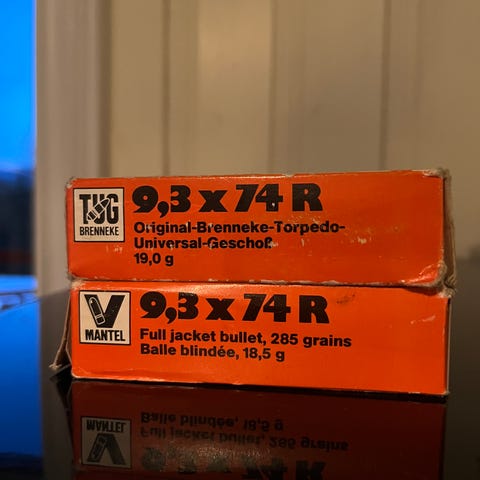 TUG
BRENNEKE
9,3 x 74 R
Original-Brenneke-Torpedo-
Universal-Geschoß
19,0 g
V
MANTEL
9,3 x 74 R
Full jacket bullet, 285 grains
Balle blindée, 18,5 g